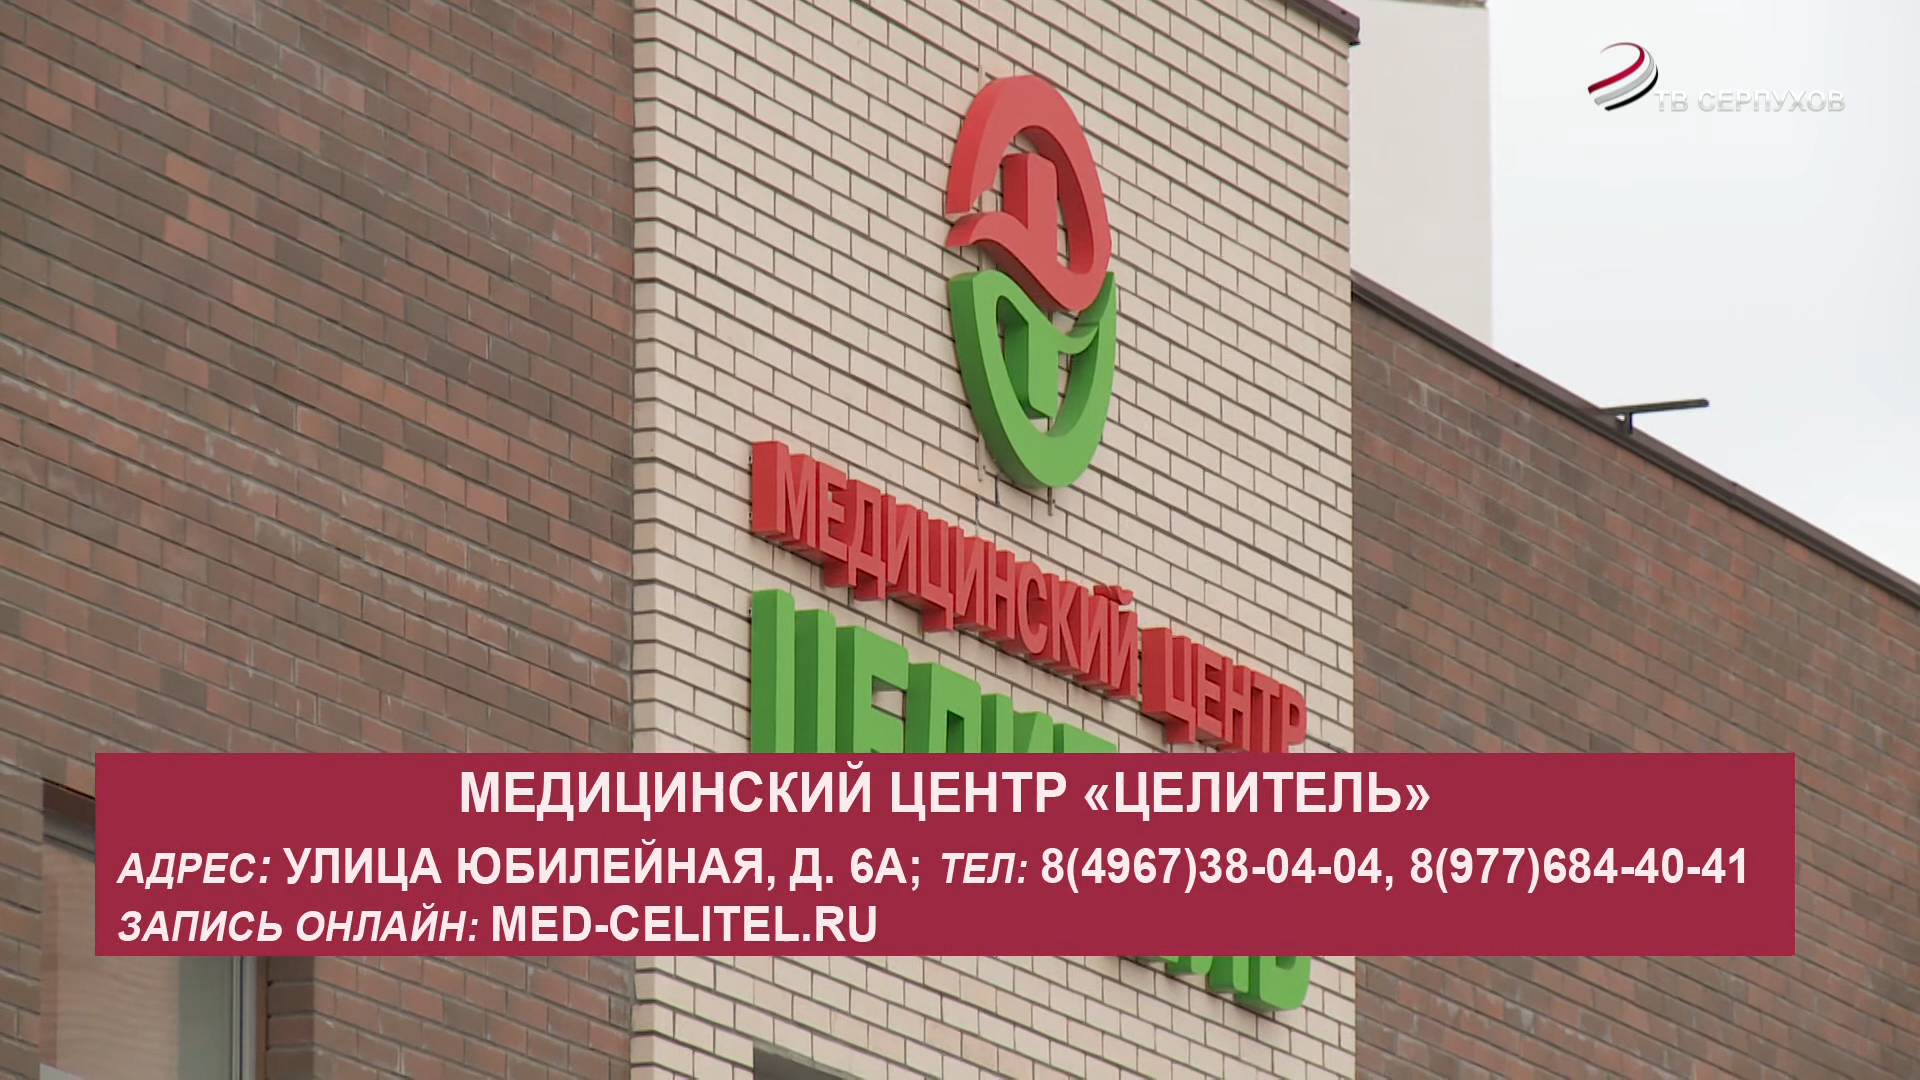 ТВ СЕРПУХОВ
МЕДИЦИНСКИЙ ЦЕНТР
МЕДИЦИНСКИЙ ЦЕНТР «ЦЕЛИТЕЛЬ»
АДРЕС: УЛИЦА ЮБИЛЕЙНАЯ, Д. 6А; ТЕЛ: 8(4967)38-04-04, 8(977)684-40-41
ЗАПИСЬ ОНЛАЙН: MED-CELITEL.RU